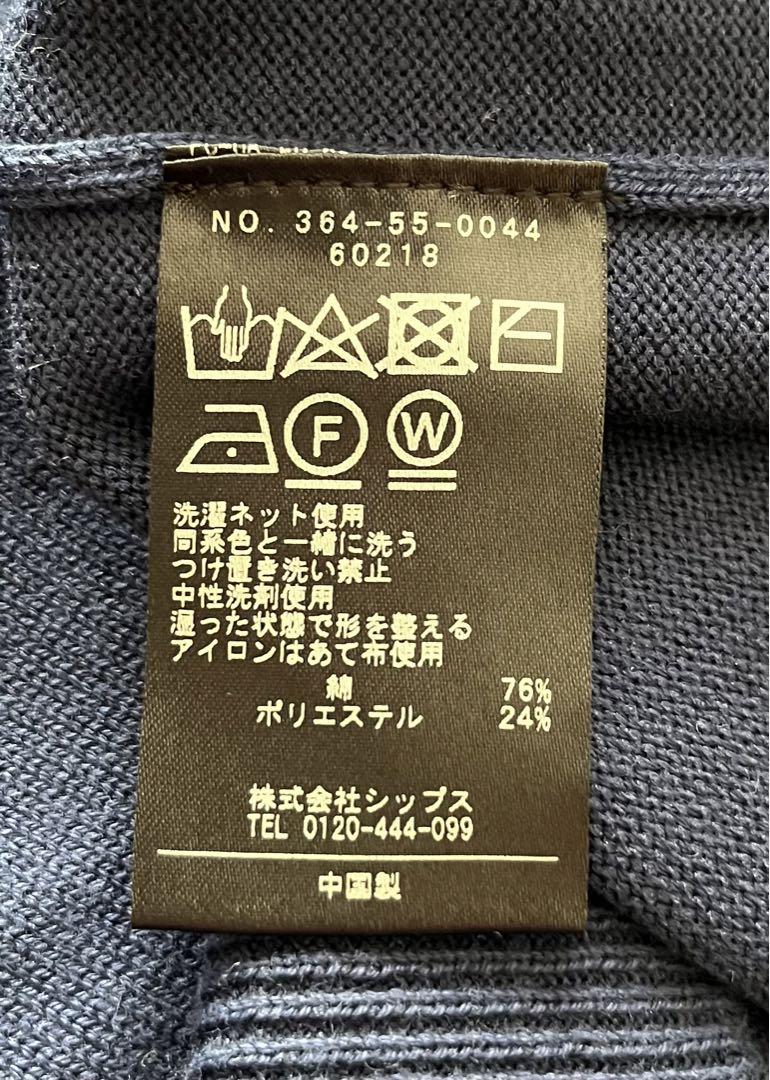 NO. 364-55-0044
60218
F W
洗濯ネット使用
同系色と一緒に洗う
つけ置き洗い禁止
中性洗剤使用
湿った状態で形を整える
アイロンはあて布使用
綿 76%
ポリエステル 24%
株式会社シップス
TEL 0120-444-099
中国製